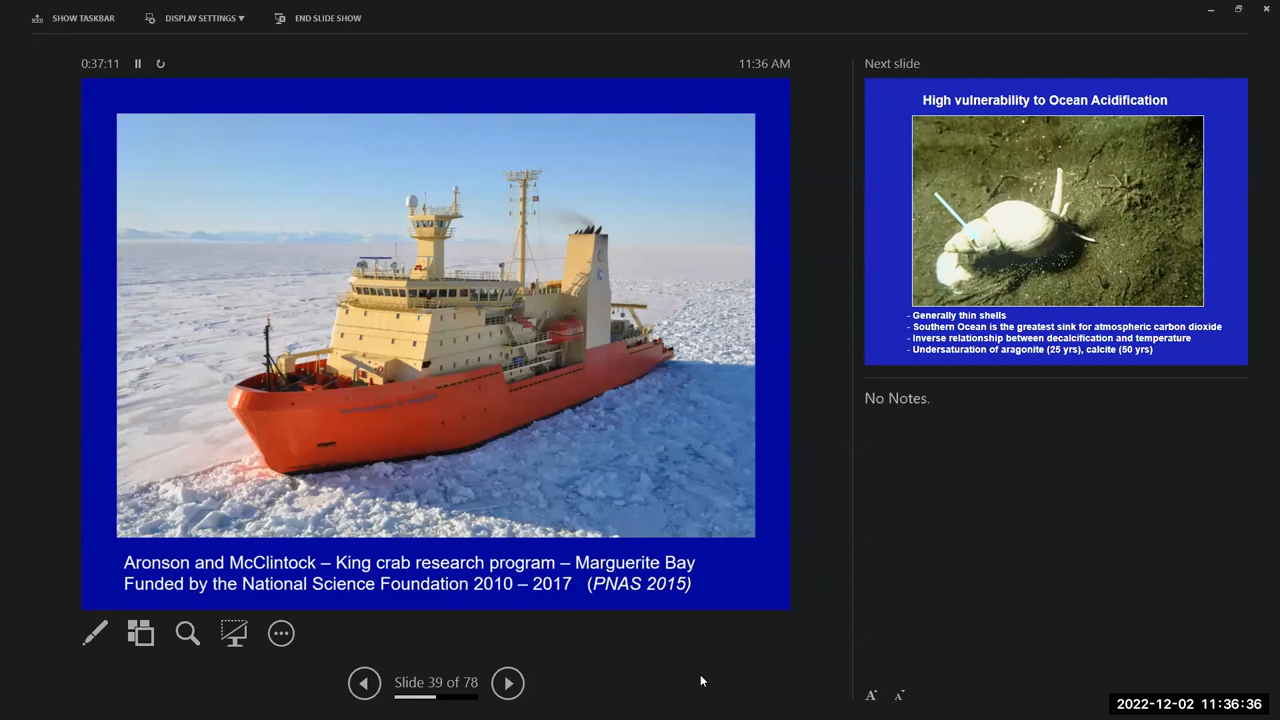 SHOW TASKBAR
DISPLAY SETTINGS ▼
END SLIDE SHOW
0:37:11
11:36 AM
Aronson and McClintock – King crab research program – Marguerite Bay
Funded by the National Science Foundation 2010 – 2017 (PNAS 2015)
Slide 39 of 78
Next slide
High vulnerability to Ocean Acidification
- Generally thin shells
- Southern Ocean is the greatest sink for atmospheric carbon dioxide
- Inverse relationship between decalcification and temperature
- Undersaturation of aragonite (25 yrs), calcite (50 yrs)
No Notes.
A A
2022-12-02 11:36:36